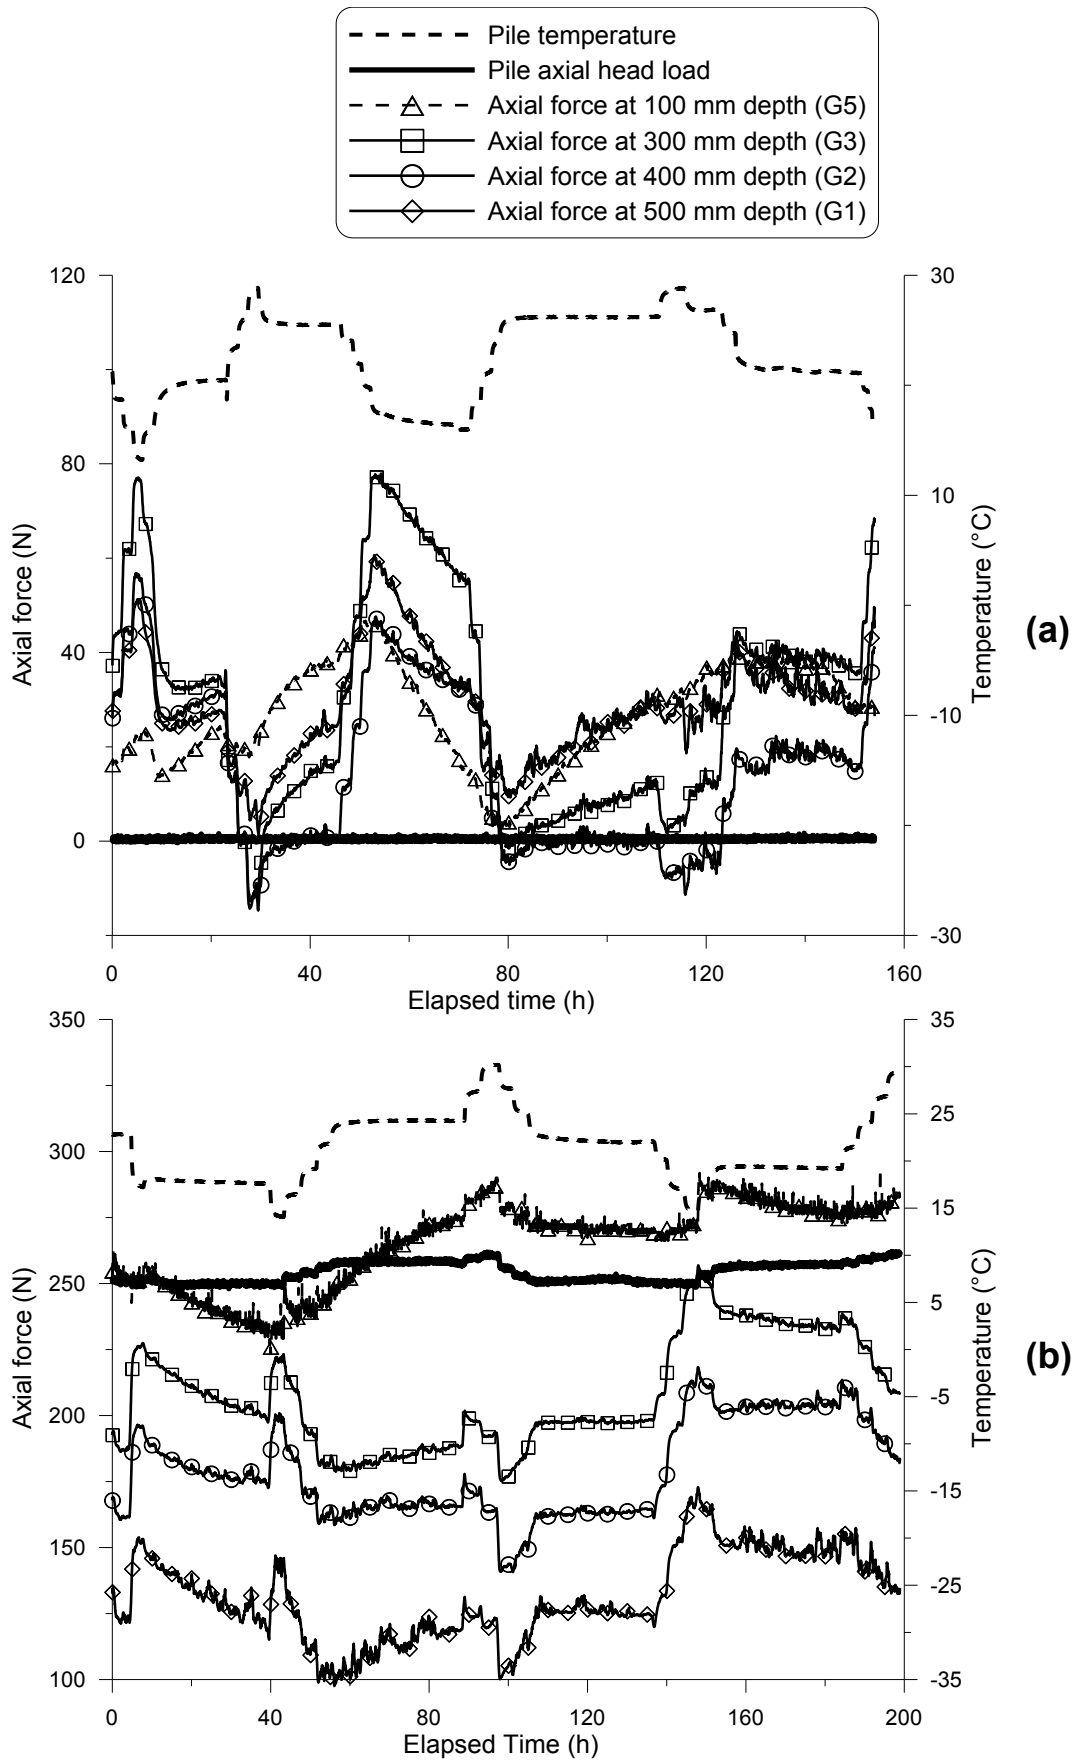 Pile temperature
Pile axial head load
Axial force at 100 mm depth (G5)
Axial force at 300 mm depth (G3)
Axial force at 400 mm depth (G2)
Axial force at 500 mm depth (G1)
120
80
40
0
Axial force (N)
30
10
-10
-30
Temperature (°C)
(a)
0
40
80
120
160
Elapsed time (h)
350
300
250
200
150
100
Axial force (N)
35
25
15
5
-5
-15
-25
-35
Temperature (°C)
(b)
0
40
80
120
160
200
Elapsed Time (h)